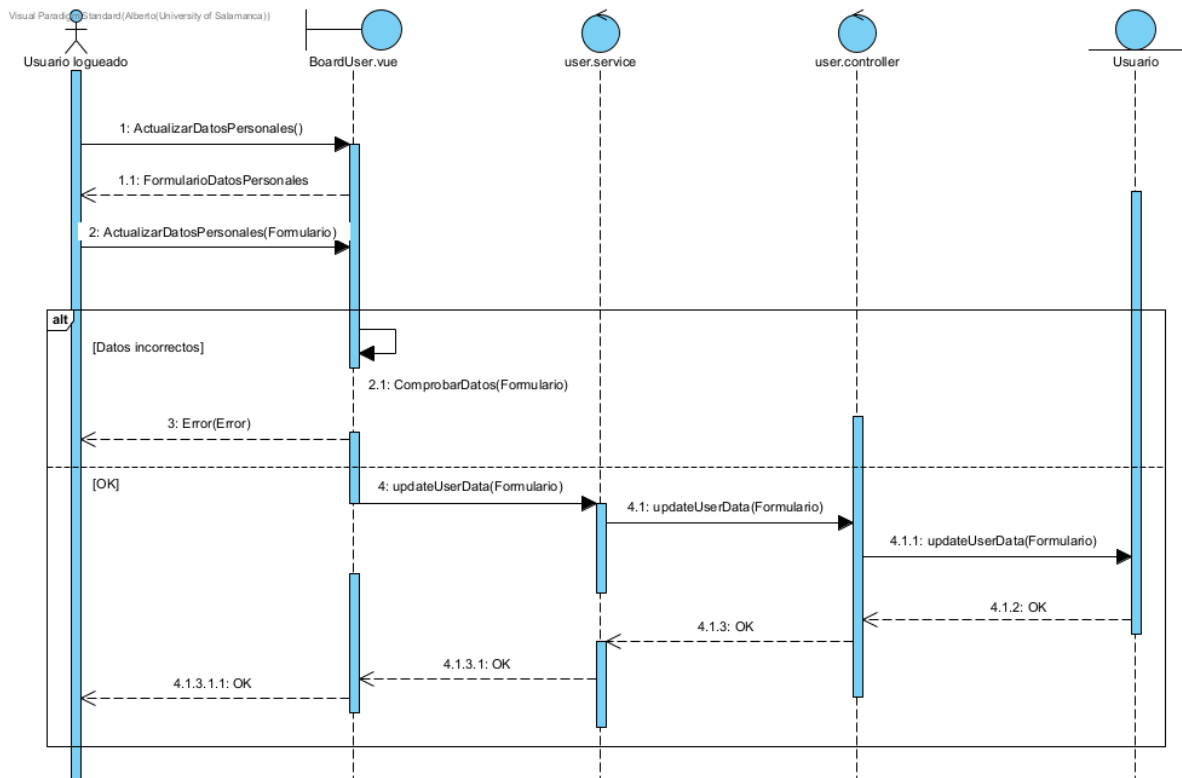 Visual Paradigm Standard(Alberto(University of Salamanca))
Usuario logueado
BoardUser.vue
user.service
user.controller
Usuario
1: ActualizarDatosPersonales()
1.1: FormularioDatosPersonales
2: ActualizarDatosPersonales(Formulario)
alt
[Datos incorrectos]
2.1: ComprobarDatos(Formulario)
3: Error(Error)
[OK]
4: updateUserData(Formulario)
4.1: updateUserData(Formulario)
4.1.1: updateUserData(Formulario)
4.1.2: OK
4.1.3: OK
4.1.3.1: OK
4.1.3.1.1: OK